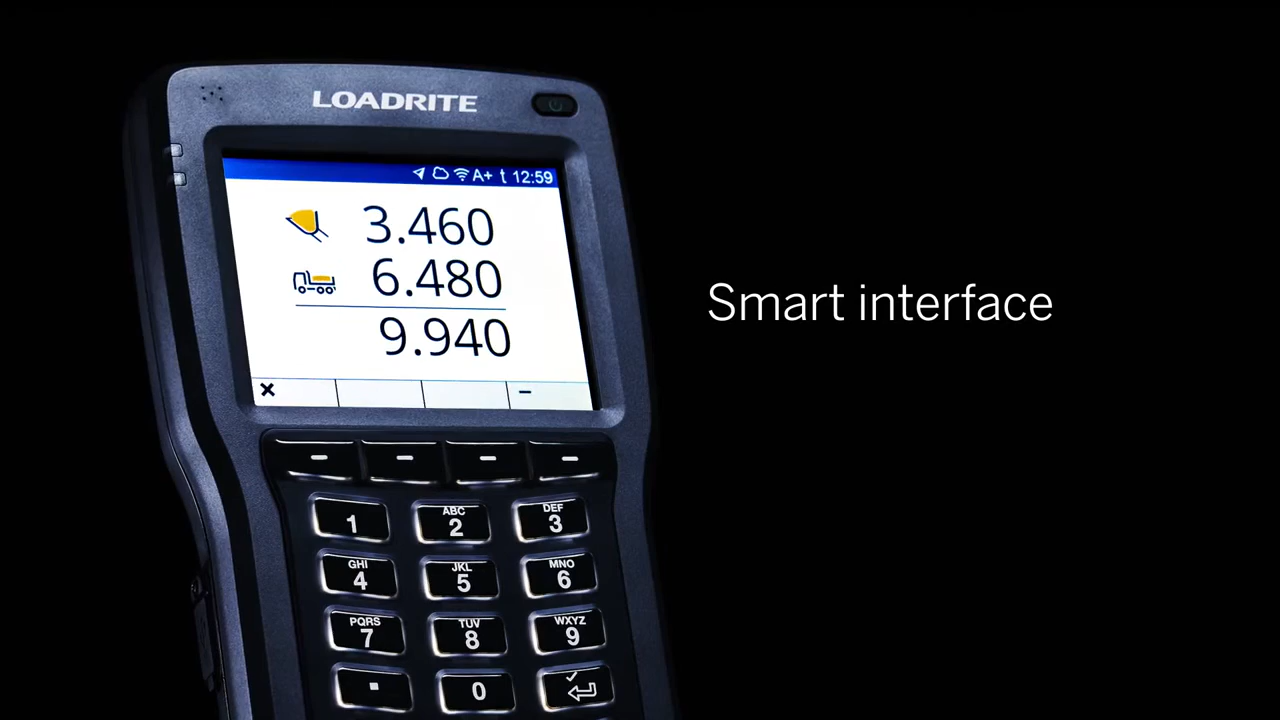 LOADRITE
A+ t 12:59
3.460
6.480
9.940
Smart interface
1
ABC
2
DEF
3
GHI
4
JKL
5
MNO
6
PQRS
7
TUV
8
WXYZ
9
.
0